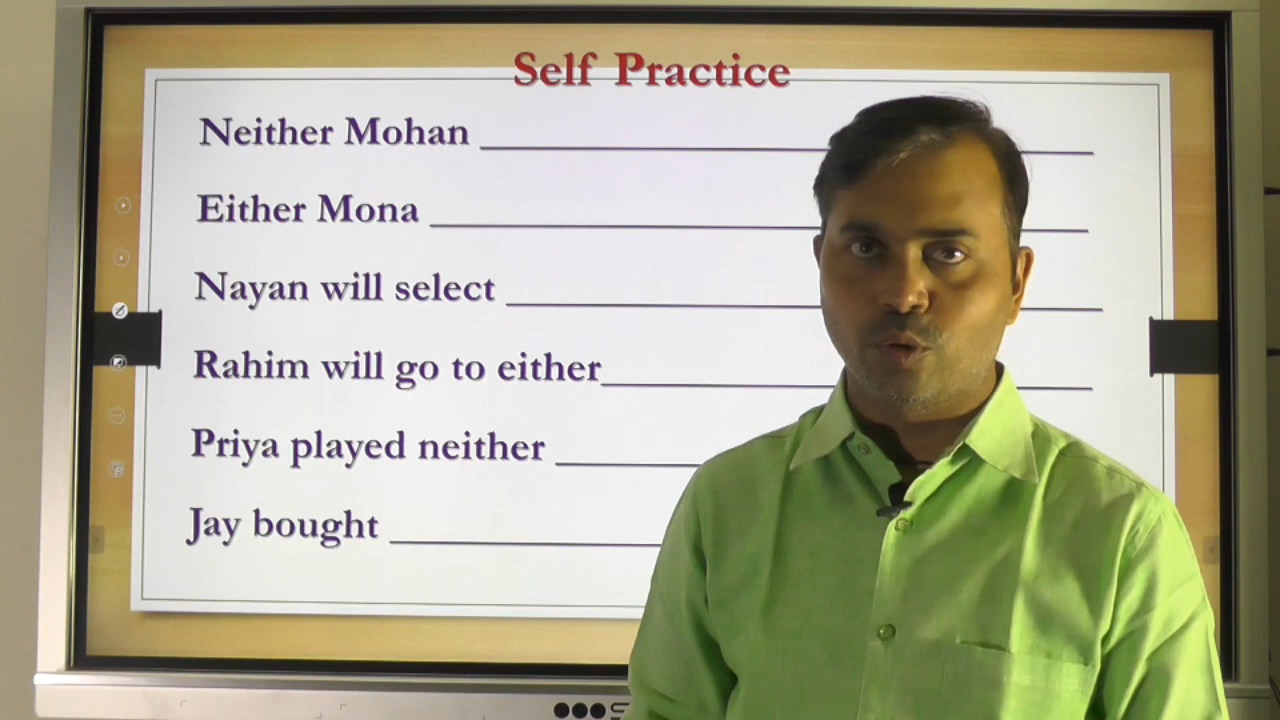 Self Practice
Neither Mohan
Either Mona
Nayan will select
Rahim will go to either
Priya played neither
Jay bought